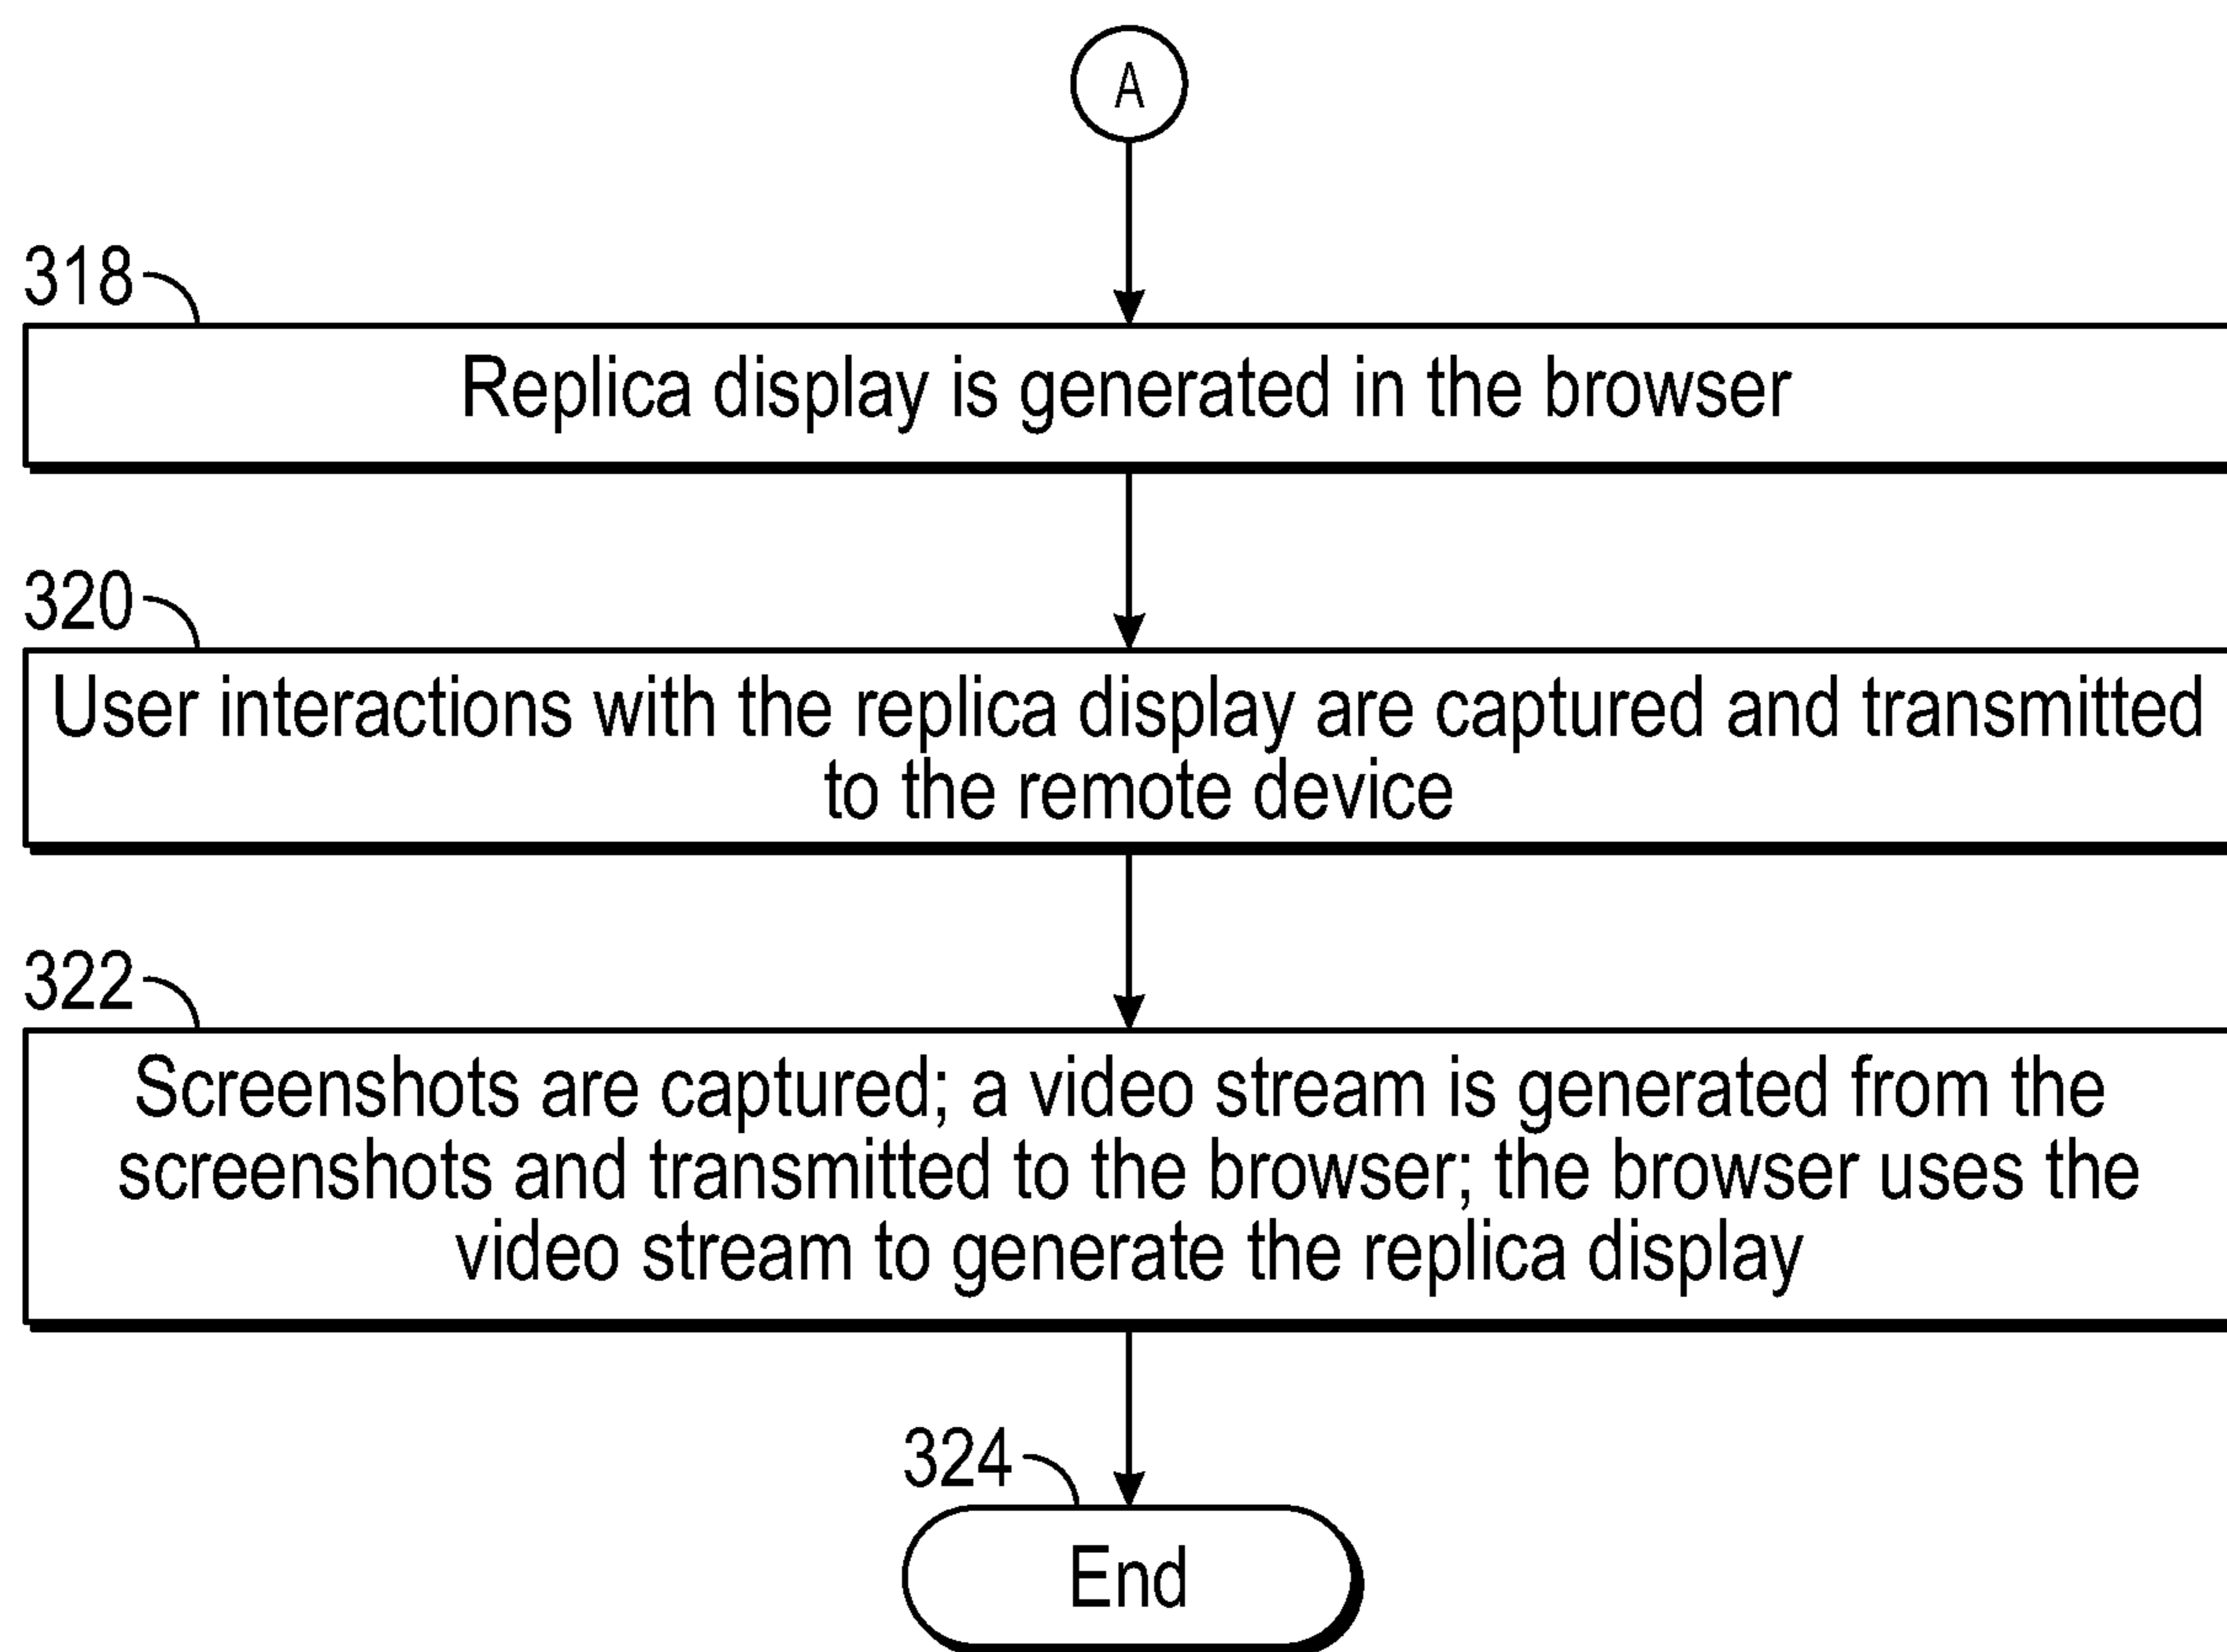 A
318
Replica display is generated in the browser
320
User interactions with the replica display are captured and transmitted
to the remote device
322
Screenshots are captured; a video stream is generated from the
screenshots and transmitted to the browser; the browser uses the
video stream to generate the replica display
324
End